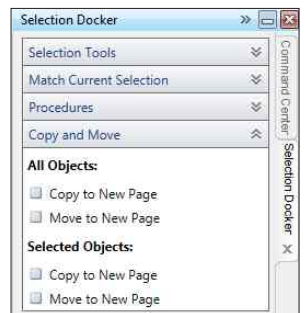 Selection Docker
Selection Tools
Match Current Selection
Procedures
Copy and Move
All Objects:
Copy to New Page
Move to New Page
Selected Objects:
Copy to New Page
Move to New Page
Command Center
Selection Docker